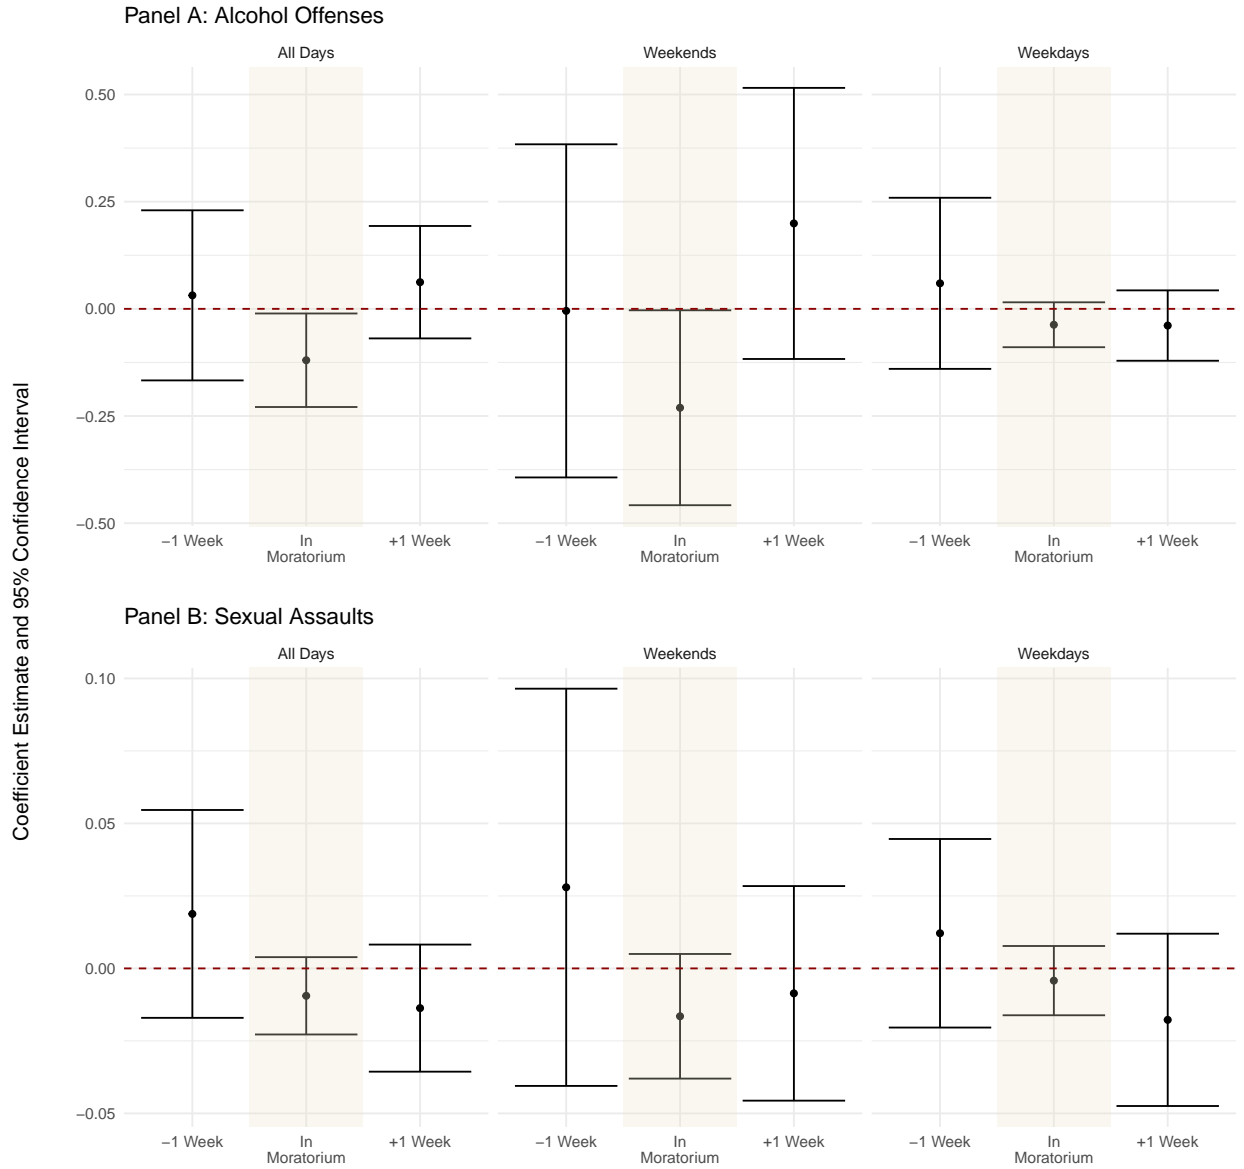 Panel A: Alcohol Offenses
All Days
Weekends
Weekdays
0.50
0.25
0.00
−0.25
−0.50
−1 Week
In
Moratorium
+1 Week
−1 Week
In
Moratorium
+1 Week
−1 Week
In
Moratorium
+1 Week
Coefficient Estimate and 95% Confidence Interval
Panel B: Sexual Assaults
All Days
Weekends
Weekdays
0.10
0.05
0.00
−0.05
−1 Week
In
Moratorium
+1 Week
−1 Week
In
Moratorium
+1 Week
−1 Week
In
Moratorium
+1 Week